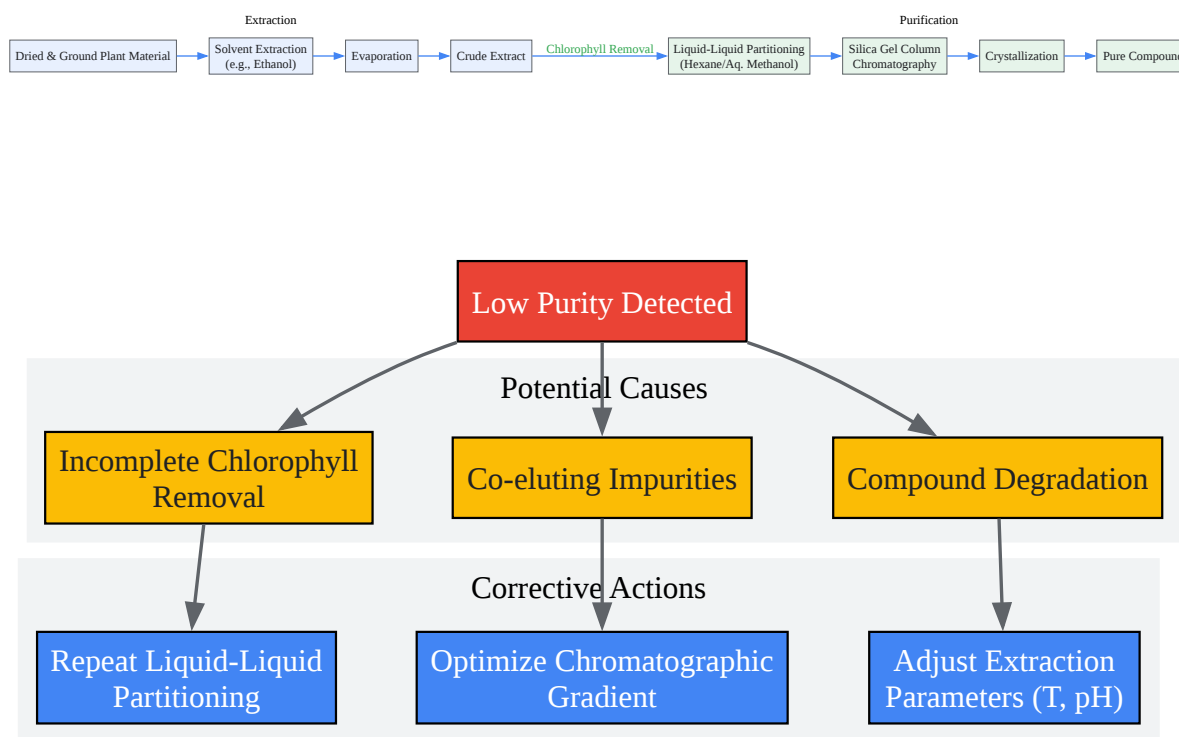 Extraction
Purification
Dried & Ground Plant Material
Solvent Extraction
(e.g., Ethanol)
Evaporation
Crude Extract
Chlorophyll Removal
Liquid-Liquid Partitioning
(Hexane/Aq. Methanol)
Silica Gel Column
Chromatography
Crystallization
Pure Compound
Low Purity Detected
Potential Causes
Incomplete Chlorophyll
Removal
Co-eluting Impurities
Compound Degradation
Corrective Actions
Repeat Liquid-Liquid
Partitioning
Optimize Chromatographic
Gradient
Adjust Extraction
Parameters (T, pH)